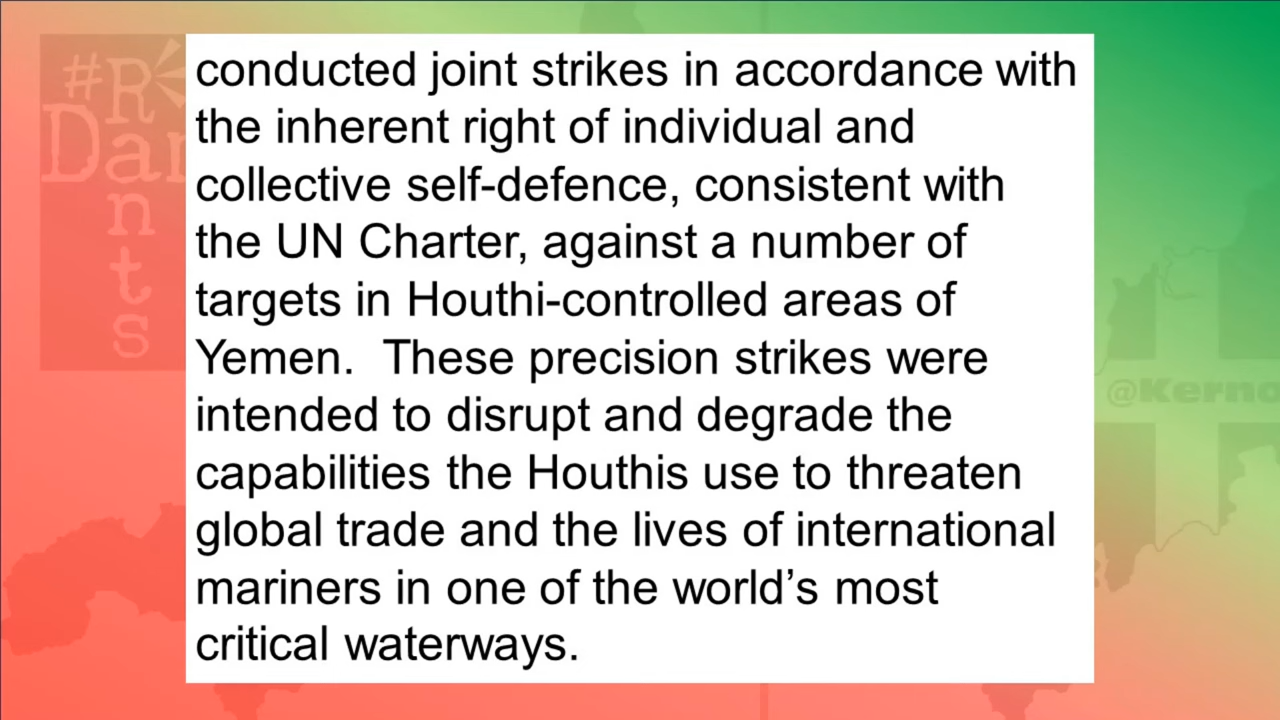 conducted joint strikes in accordance with
the inherent right of individual and
collective self-defence, consistent with
the UN Charter, against a number of
targets in Houthi-controlled areas of
Yemen.  These precision strikes were
intended to disrupt and degrade the
capabilities the Houthis use to threaten
global trade and the lives of international
mariners in one of the world’s most
critical waterways.